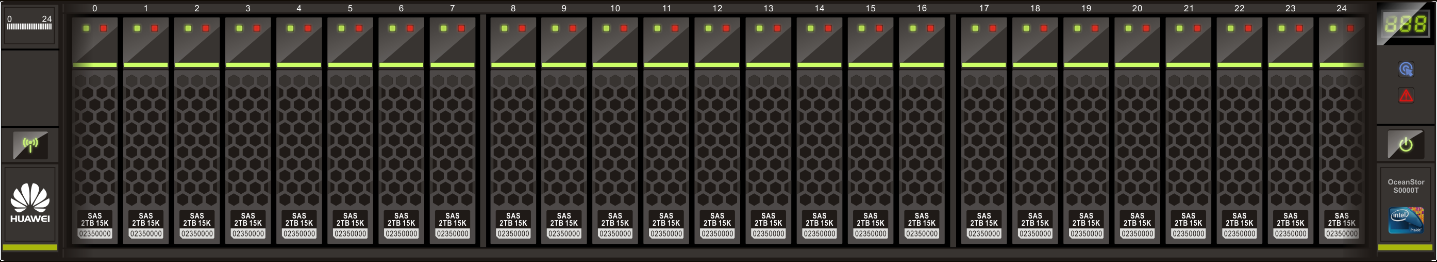 0 24
0 1 2 3 4 5 6 7 8 9 10 11 12 13 14 15 16 17 18 19 20 21 22 23 24
188
SAS SAS SAS SAS SAS SAS SAS SAS SAS SAS SAS SAS SAS SAS SAS SAS SAS SAS SAS SAS SAS SAS SAS SAS SAS
2TB 15K 2TB 15K 2TB 15K 2TB 15K 2TB 15K 2TB 15K 2TB 15K 2TB 15K 2TB 15K 2TB 15K 2TB 15K 2TB 15K 2TB 15K 2TB 15K 2TB 15K 2TB 15K 2TB 15K 2TB 15K 2TB 15K 2TB 15K 2TB 15K 2TB 15K 2TB 15K 2TB 15K 2TB 15K
02350000 02350000 02350000 02350000 02350000 02350000 02350000 02350000 02350000 02350000 02350000 02350000 02350000 02350000 02350000 02350000 02350000 02350000 02350000 02350000 02350000 02350000 02350000 02350000 02350000
HUAWEI
OceanStor
S0000T
intel